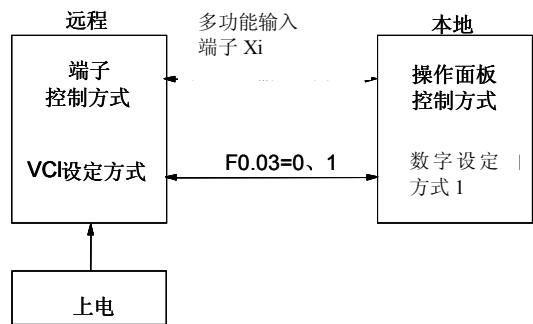 远程
多功能输入
端子 Xi
本地
端子
控制方式
操作面板
控制方式
VCI设定方式
F0.03=0、1
数字设定
方式 1
上电